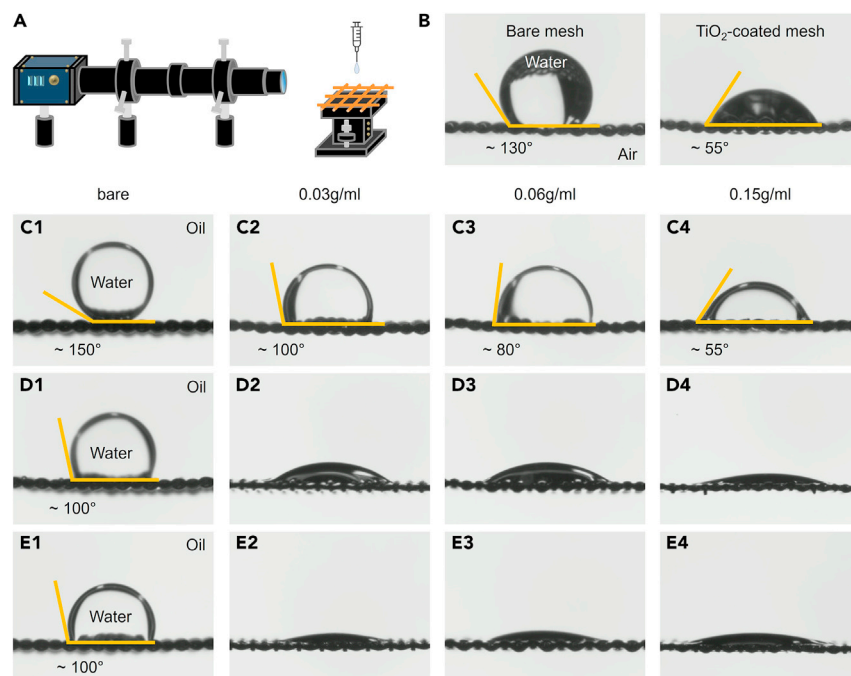 A
B
Bare mesh
TiO₂-coated mesh
Water
~ 130°
Air
~ 55°
bare
0.03g/ml
0.06g/ml
0.15g/ml
C1
Oil
Water
~ 150°
C2
~ 100°
C3
~ 80°
C4
~ 55°
D1
Oil
Water
~ 100°
D2
D3
D4
E1
Oil
Water
~ 100°
E2
E3
E4